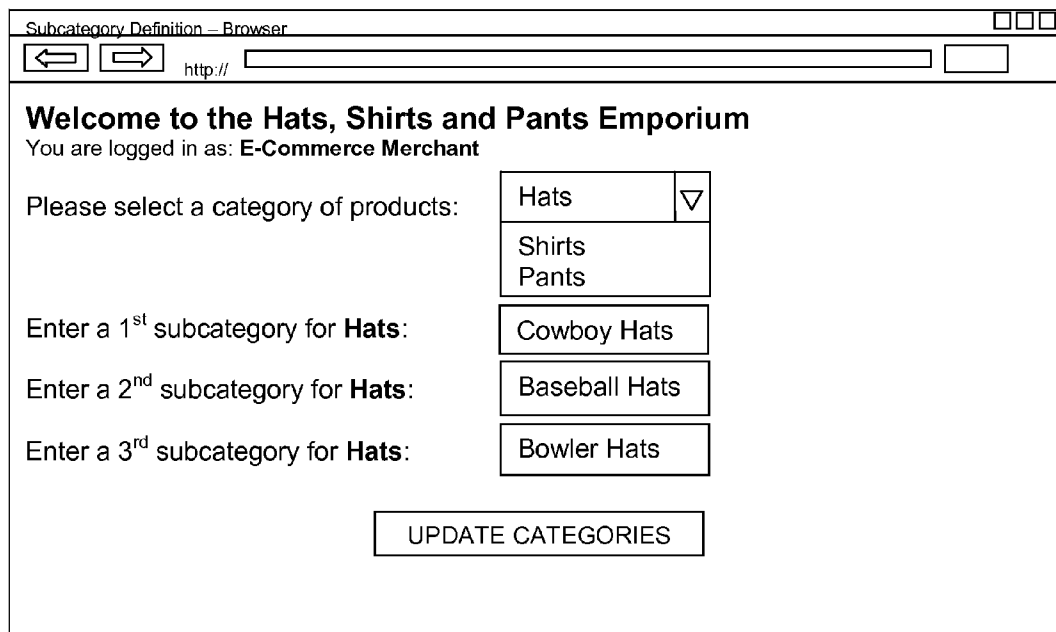 Subcategory Definition – Browser
http://
Welcome to the Hats, Shirts and Pants Emporium
You are logged in as: E-Commerce Merchant
Please select a category of products: Hats
Shirts
Pants
Enter a 1st subcategory for Hats: Cowboy Hats
Enter a 2nd subcategory for Hats: Baseball Hats
Enter a 3rd subcategory for Hats: Bowler Hats
UPDATE CATEGORIES